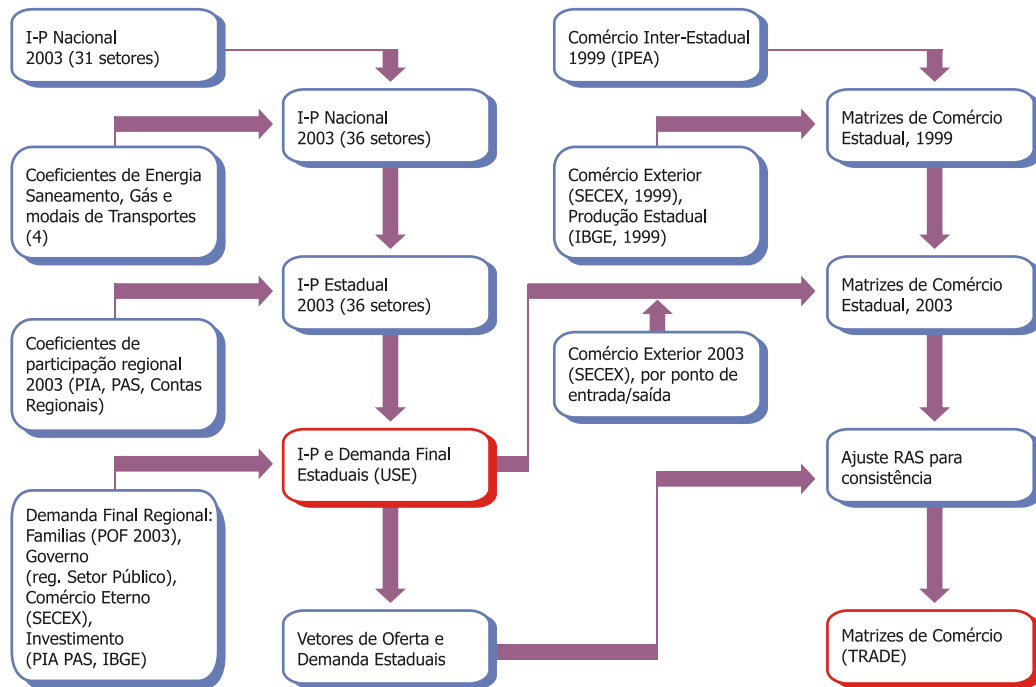 I-P Nacional
2003 (31 setores)
I-P Nacional
2003 (36 setores)
Coeficientes de Energia
Saneamento, Gás e
modais de Transportes
(4)
I-P Estadual
2003 (36 setores)
Coeficientes de
participação regional
2003 (PIA, PAS, Contas
Regionais)
I-P e Demanda Final
Estaduais (USE)
Demanda Final Regional:
Familias (POF 2003),
Governo
(reg. Setor Público),
Comércio Eterno
(SECEX),
Investimento
(PIA PAS, IBGE)
Vetores de Oferta e
Demanda Estaduais
Comércio Inter-Estadual
1999 (IPEA)
Matrizes de Comércio
Estadual, 1999
Comércio Exterior
(SECEX, 1999),
Produção Estadual
(IBGE, 1999)
Matrizes de Comércio
Estadual, 2003
Comércio Exterior 2003
(SECEX), por ponto de
entrada/saída
Ajuste RAS para
consistência
Matrizes de Comércio
(TRADE)